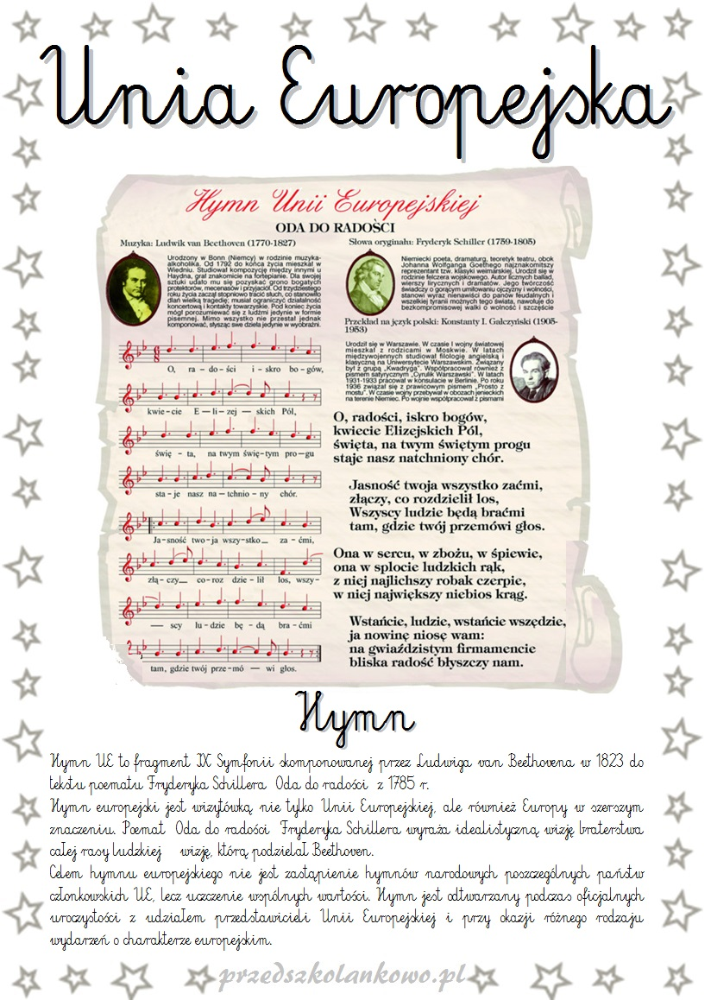 Unia Europejska
Hymn Unii Europejskiej
ODA DO RADOŚCI
Muzyka: Ludwik van Beethoven (1770-1827)
Urodzony w Bonn (Niemcy) w rodzinie muzyka-
alkoholika. Od 1792 do końca życia mieszkał w
Wiedniu. Studiował kompozycję między innymi u
Haydna, grał znakomicie na fortepianie. Dla swojej
sztuki udało mu się pozyskać grono bogatych
protektorów, mecenasów i przyjaciół. Od trzydziestego
roku życia zaczął stopniowo tracić słuch, co stanowiło
dlań wielką tragedię; musiał ograniczyć działalność
koncertową i kontakty towarzyskie. Pod koniec życia
mógł porozumiewać się z ludźmi jedynie w formie
pisemnej. Mimo wszystko nie przestał jednak
komponować, słysząc swe dzieła jedynie w wyobraźni.
O, ra – do – ści i – skro bo – gów,
kwie – cie E – li – zej — skich Pól,
świę – ta, na twym świę – tym pro – gu
sta – je nasz na – tchnio – ny chór.
Ja – sność two – ja wszy – stko za – ćmi,
złą – czy co – roz dzie – lił los, wszy –
— scy lu – dzie bę – dą bra – ćmi
2.
tam, gdzie twój prze – mó — wi głos.
Słowa oryginału: Fryderyk Schiller (1759-1805)
Niemiecki poeta, dramaturg, teoretyk teatru, obok
Johanna Wolfganga Goethego najznakomitszy
reprezentant tzw. klasyki weimarskiej. Urodził się w
rodzinie felczera wojskowego. Autor licznych ballad,
wierszy lirycznych i dramatów. Jego twórczość
świadczy o gorącym umiłowaniu ojczyzny i wolności,
stanowi wyraz nienawiści do panów feudalnych i
wszelkiej tyranii możnych tego świata, nawołuje do
bezkompromisowej walki o wolność i szczęście
Przekład na język polski: Konstanty I. Gałczyński (1905-
1953)
Urodził się w Warszawie. W czasie I wojny światowej
mieszkał z rodzicami w Moskwie. W latach
międzywojennych studiował filologię angielską i
klasyczną na Uniwersytecie Warszawskim. Związany
był z grupą „Kwadryga". Współpracował również z
pismem satyrycznym „Cyrulik Warszawski". W latach
1931-1933 pracował w konsulacie w Berlinie. Po roku
1936 związał się z prawicowym pismem „Prosto z
mostu". W czasie wojny przebywał w obozach jenieckich
na terenie Niemiec. Po wojnie współpracował z pismami
O, radości, iskro bogów,
kwiecie Elizejskich Pól,
święta, na twym świętym progu
staje nasz natchniony chór.
Jasność twoja wszystko zaćmi,
złączy, co rozdzielił los,
Wszyscy ludzie będą braćmi
tam, gdzie twój przemówi głos.
Ona w sercu, w zbożu, w śpiewie,
ona w splocie ludzkich rąk,
z niej najlichszy robak czerpie,
w niej największy niebios krąg.
Wstańcie, ludzie, wstańcie wszędzie,
ja nowinę niosę wam:
na gwiaździstym firmamencie
bliska radość błyszczy nam.
Hymn
Hymn UE to fragment IX Symfonii skomponowanej przez Ludwiga van Beethovena w 1823 do
tekstu poematu Fryderyka Schillera Oda do radości z 1785 r.
Hymn europejski jest wizytówką nie tylko Unii Europejskiej, ale również Europy w szerszym
znaczeniu. Poemat Oda do radości Fryderyka Schillera wyraża idealistyczną wizję braterstwa
całej rasy ludzkiej wizję, którą podzielał Beethoven.
Celem hymnu europejskiego nie jest zastąpienie hymnów narodowych poszczególnych państw
członkowskich UE, lecz uczczenie wspólnych wartości. Hymn jest odtwarzany podczas oficjalnych
uroczystości z udziałem przedstawicieli Unii Europejskiej i przy okazji różnego rodzaju
wydarzeń o charakterze europejskim.
przedszkolankowo.pl